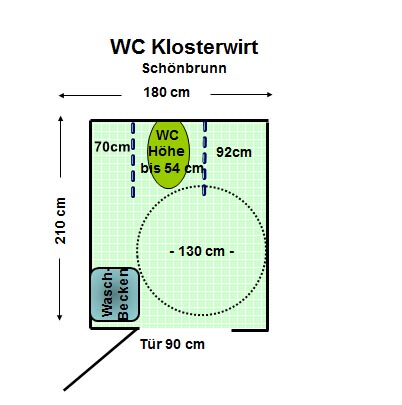 WC Klosterwirt
Schönbrunn
180 cm
WC
Höhe
bis 54 cm
70cm
92cm
210 cm
- 130 cm -
Wasch-
Becken
Tür 90 cm